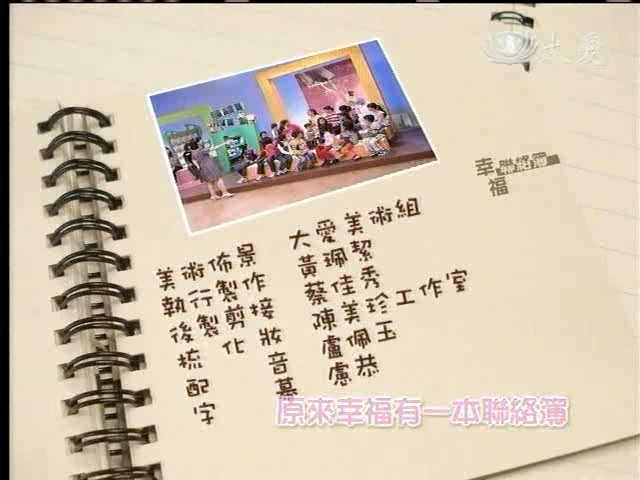 大愛
幸福
聯絡簿
美術佈景 大愛美術組
執行製作 黃珮絜
後製剪接 蔡佳秀
梳化妝 陳美珍工作室
配音 盧佩玉
字幕 慮恭
原來幸福有一本聯絡簿